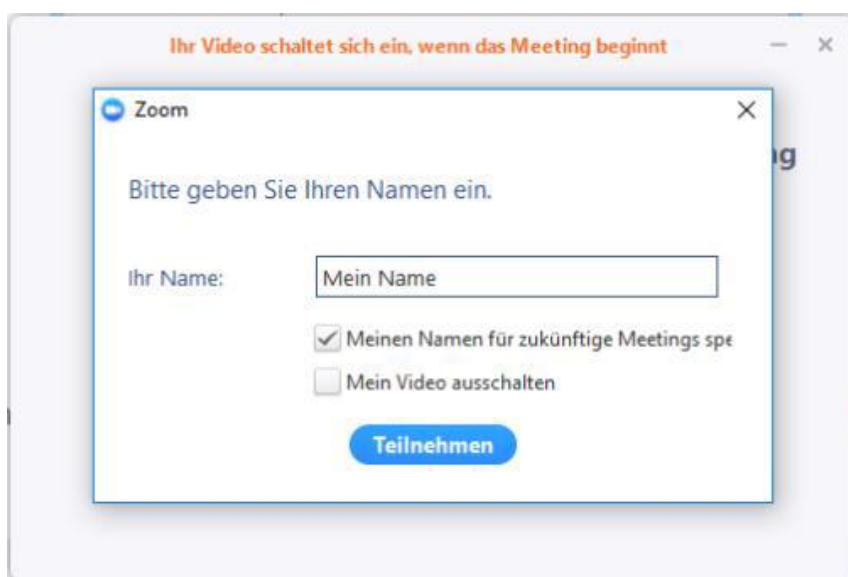 Ihr Video schaltet sich ein, wenn das Meeting beginnt
Zoom
Bitte geben Sie Ihren Namen ein.
Ihr Name: Mein Name
Meinen Namen für zukünftige Meetings spe
Mein Video ausschalten
Teilnehmen